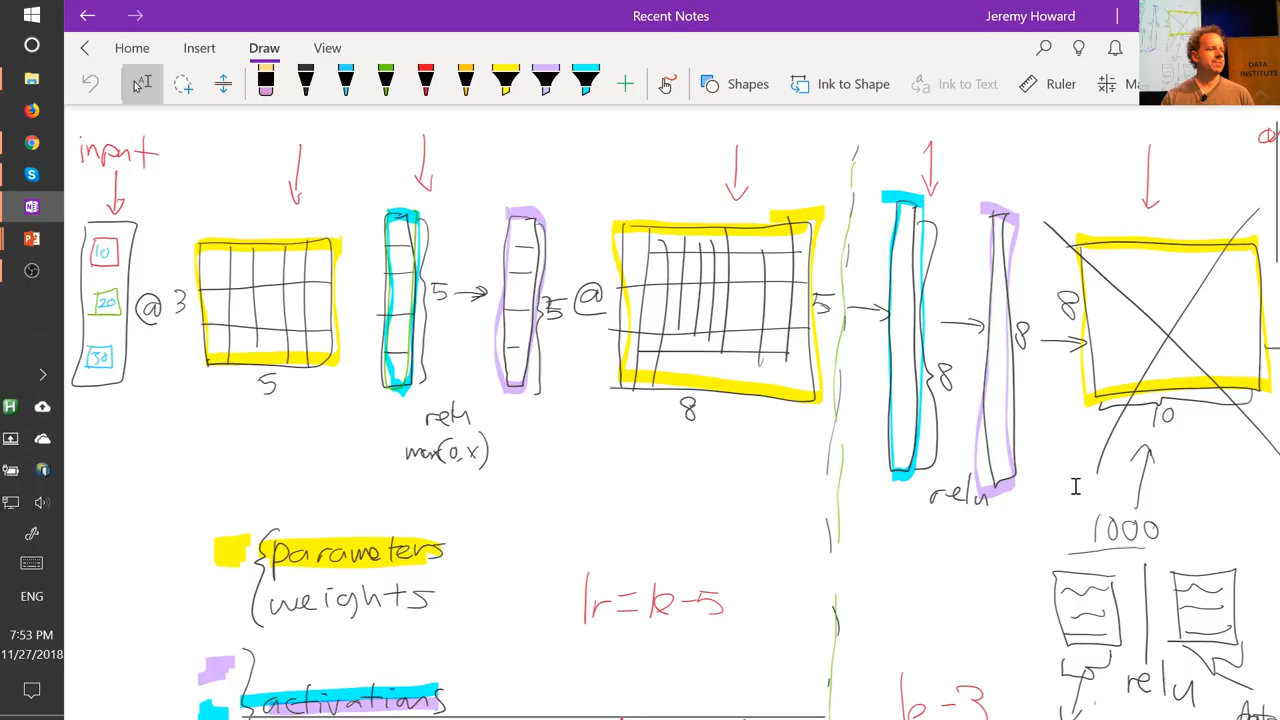 Recent Notes
Jeremy Howard
Home Insert Draw View
Shapes
Ink to Shape
Ink to Text
Ruler
DATA
INSTITUTE
input
10
20
30
@ 3
5
5
5
@
8
5
8
8
8
10
relu
max(0,x)
relu
1000
parameters
weights
lr = 1e-5
activations
1e-3
relu
ENG
7:53 PM
11/27/2018